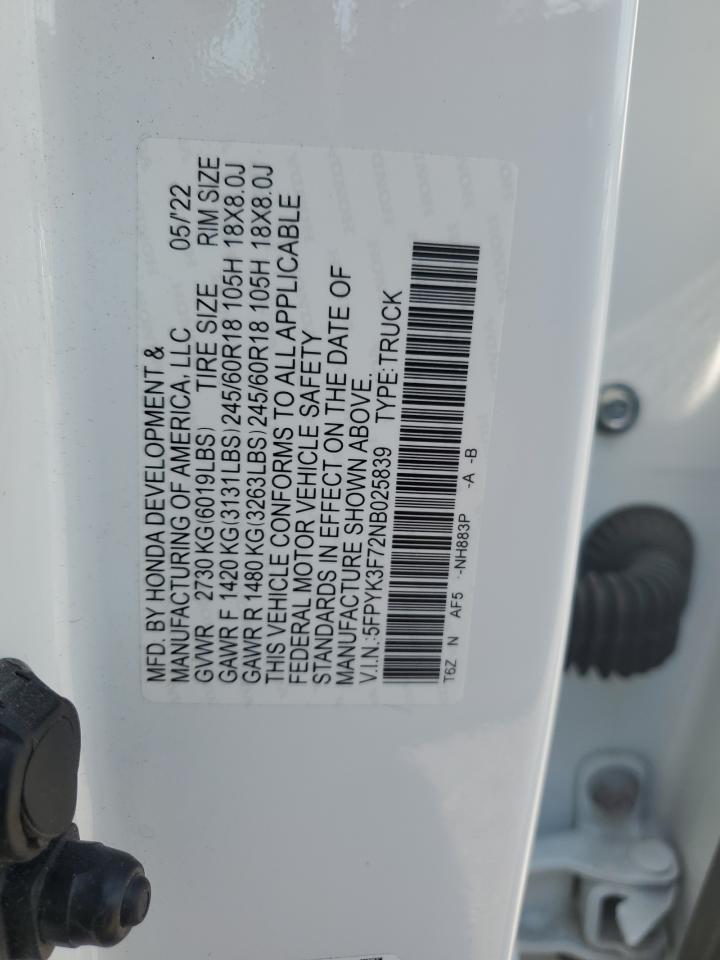 MFD. BY HONDA DEVELOPMENT &
MANUFACTURING OF AMERICA, LLC 05/'22
GVWR 2730 KG(6019LBS) TIRE SIZE RIM SIZE
GAWR F 1420 KG(3131LBS)245/60R18 105H 18X8.0J
GAWR R 1480 KG(3263LBS)245/60R18 105H 18X8.0J
THIS VEHICLE CONFORMS TO ALL APPLICABLE
FEDERAL MOTOR VEHICLE SAFETY
STANDARDS IN EFFECT ON THE DATE OF
MANUFACTURE SHOWN ABOVE.
V.I.N.:5FPYK3F72NB025839 TYPE:TRUCK
T6Z N AF5 -NH883P -A -B